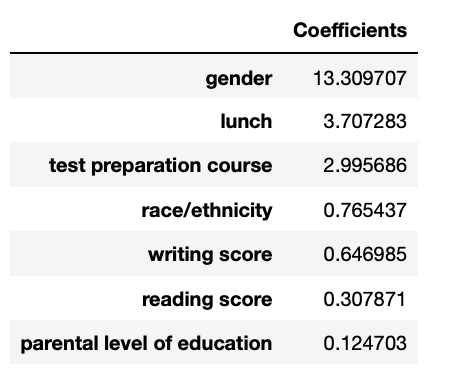 Coefficients
gender 13.309707
lunch 3.707283
test preparation course 2.995686
race/ethnicity 0.765437
writing score 0.646985
reading score 0.307871
parental level of education 0.124703